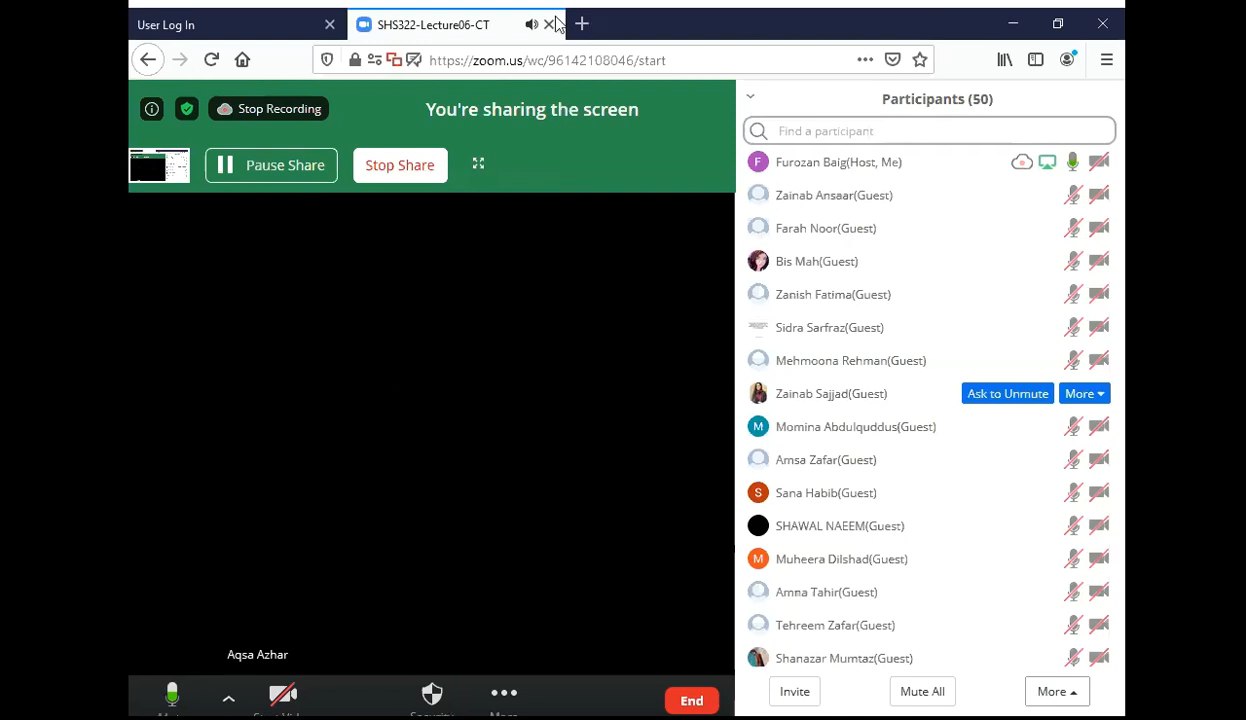 User Log In
SHS322-Lecture06-CT
https://zoom.us/wc/96142108046/start
Stop Recording
You're sharing the screen
Pause Share
Stop Share
Participants (50)
Find a participant
F Furozan Baig(Host, Me)
Zainab Ansaar(Guest)
Farah Noor(Guest)
Bis Mah(Guest)
Zanish Fatima(Guest)
Sidra Sarfraz(Guest)
Mehmoona Rehman(Guest)
Zainab Sajjad(Guest) Ask to Unmute More
M Momina Abdulquddus(Guest)
Amsa Zafar(Guest)
S Sana Habib(Guest)
SHAWAL NAEEM(Guest)
M Muheera Dilshad(Guest)
Amna Tahir(Guest)
Tehreem Zafar(Guest)
Shanazar Mumtaz(Guest)
Aqsa Azhar
End
Invite
Mute All
More